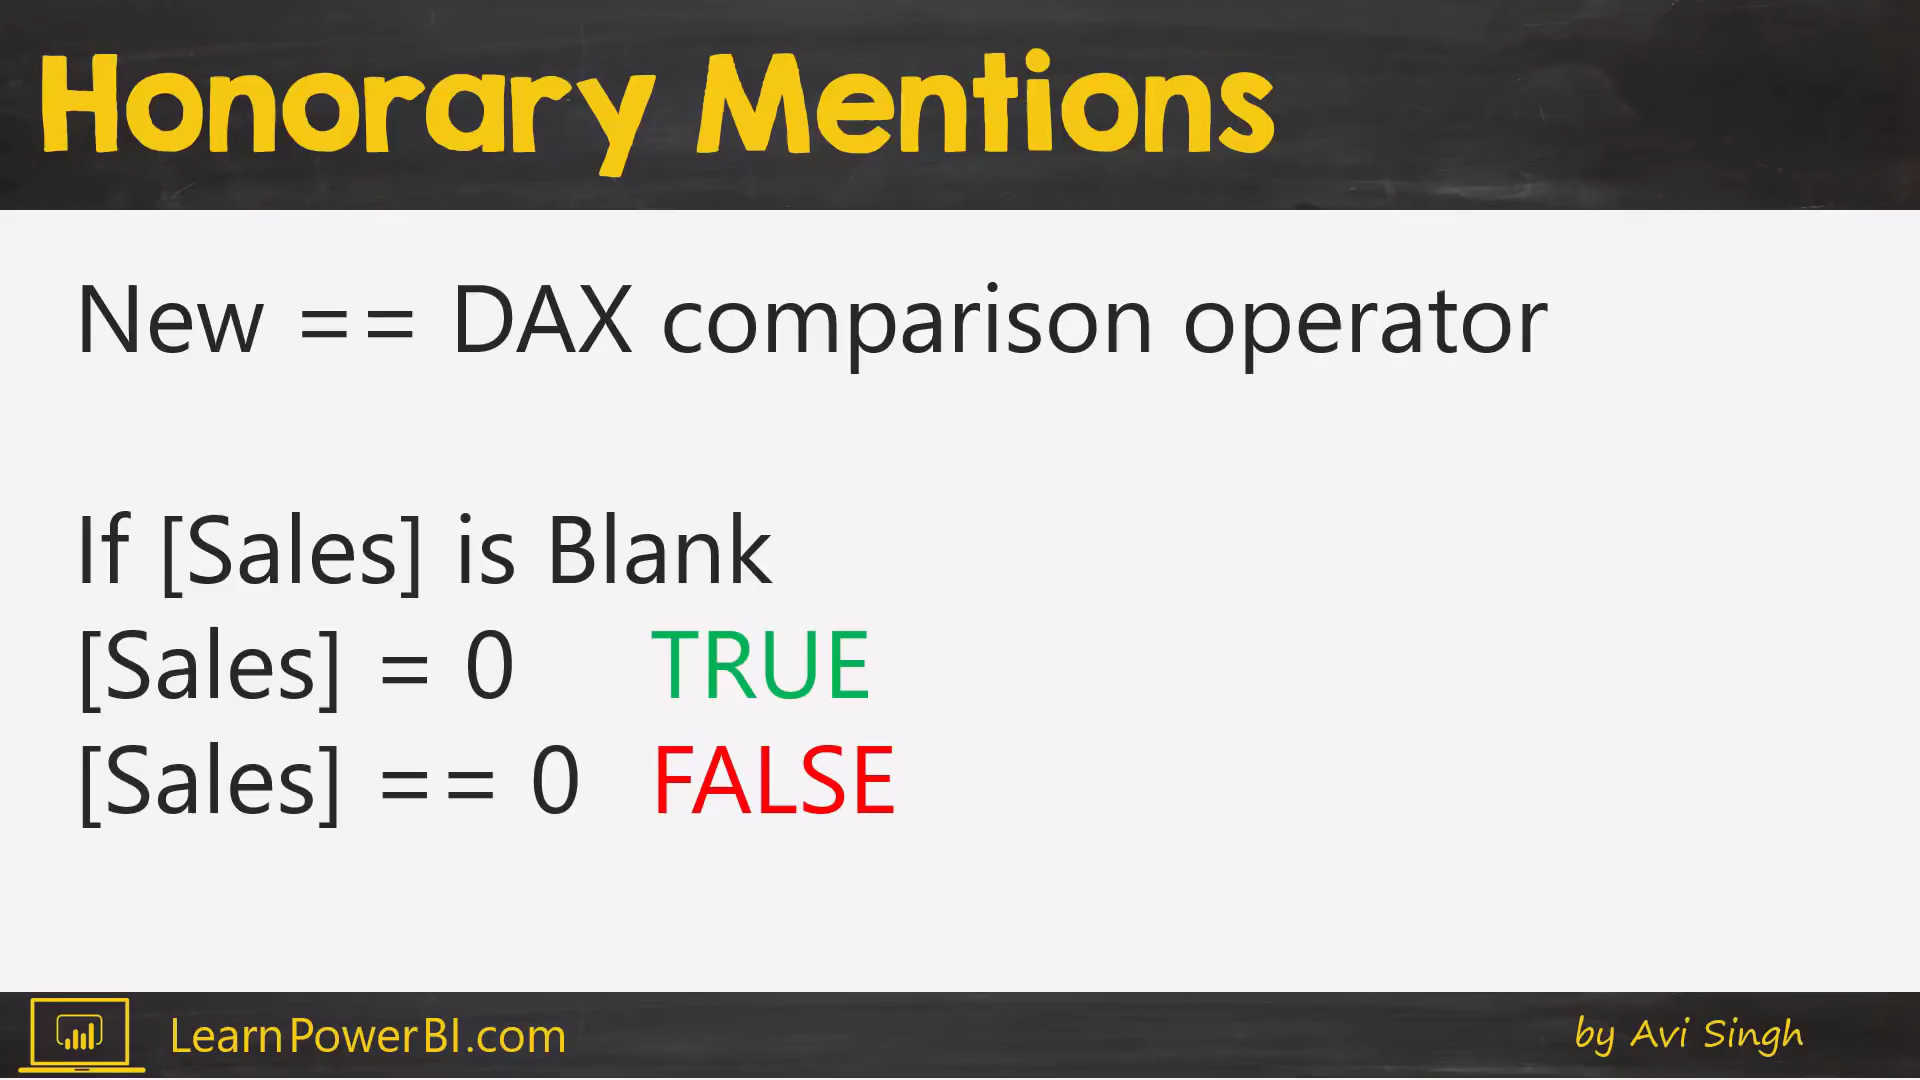 Honorary Mentions
New == DAX comparison operator
If [Sales] is Blank
[Sales] = 0 TRUE
[Sales] == 0 FALSE
LearnPowerBI.com
by Avi Singh